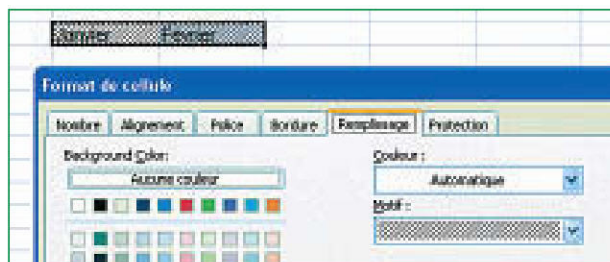 Janvier Février
Format de cellule
Nombre Alignement Police Bordure Remplissage Protection
Background Color: Couleur :
Aucune couleur Automatique
Motif :